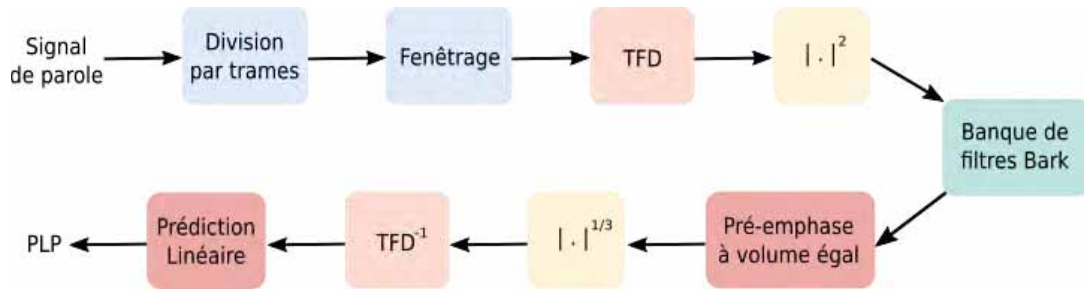 Signal
de parole
Division
par trames
Fenêtrage
TFD
| . |²
Banque de
filtres Bark
Pré-emphase
à volume égal
| . |^1/3
TFD^-1
Prédiction
Linéaire
PLP